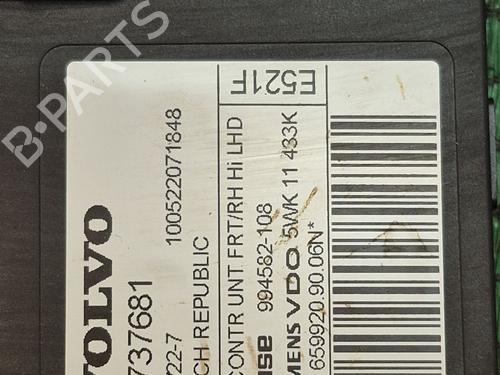 VOLVO
737681
22-7 100522071848
CH REPUBLIC
CONTR UNT FRT/RH Hi LHD
se 994582-108
MENS VDO 5WK 11 433K
659920.90.06N*
E521F
B-PARTS